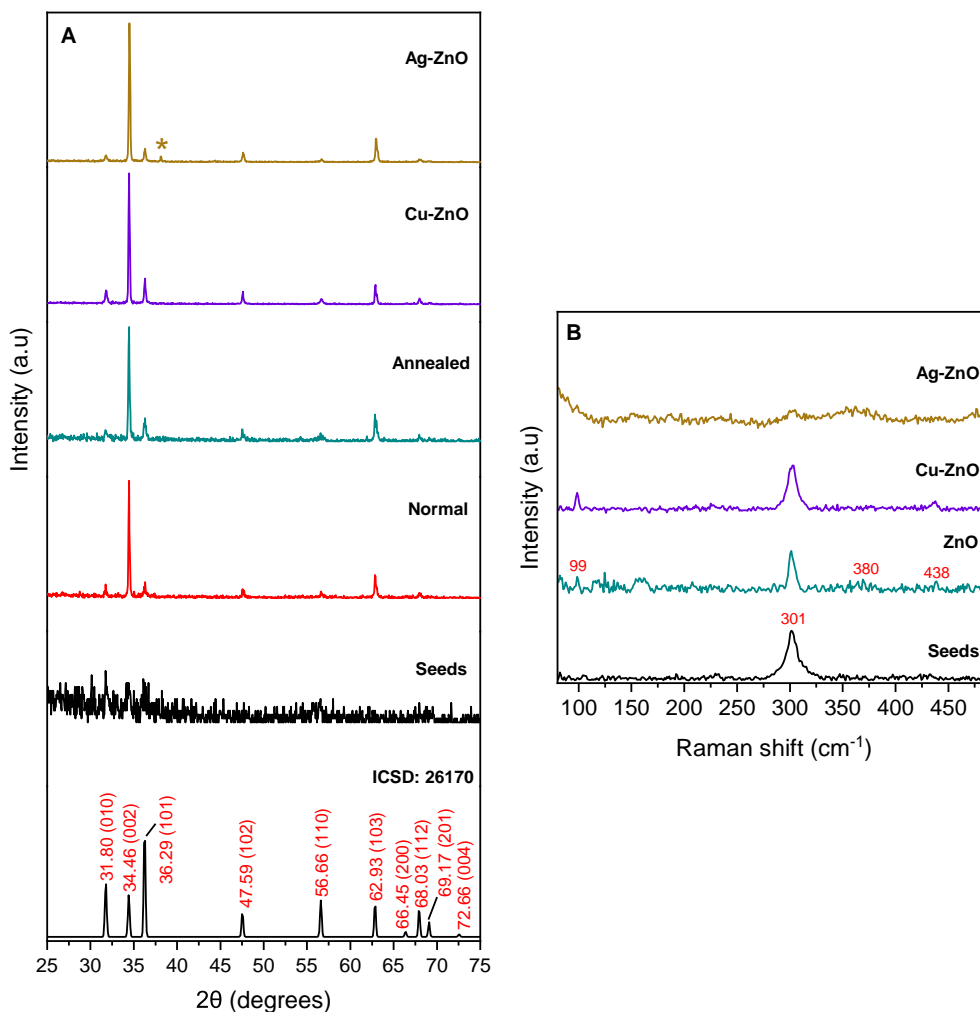 A
Ag-ZnO
*
Cu-ZnO
Annealed
Normal
Seeds
ICSD: 26170
31.80 (010)
34.46 (002)
36.29 (101)
47.59 (102)
56.66 (110)
62.93 (103)
66.45 (200)
68.03 (112)
69.17 (201)
72.66 (004)
25 30 35 40 45 50 55 60 65 70 75
2θ (degrees)
Intensity (a.u)
B
Ag-ZnO
Cu-ZnO
ZnO
99
380
438
301
Seeds
100 150 200 250 300 350 400 450
Raman shift (cm⁻¹)
Intensity (a.u)